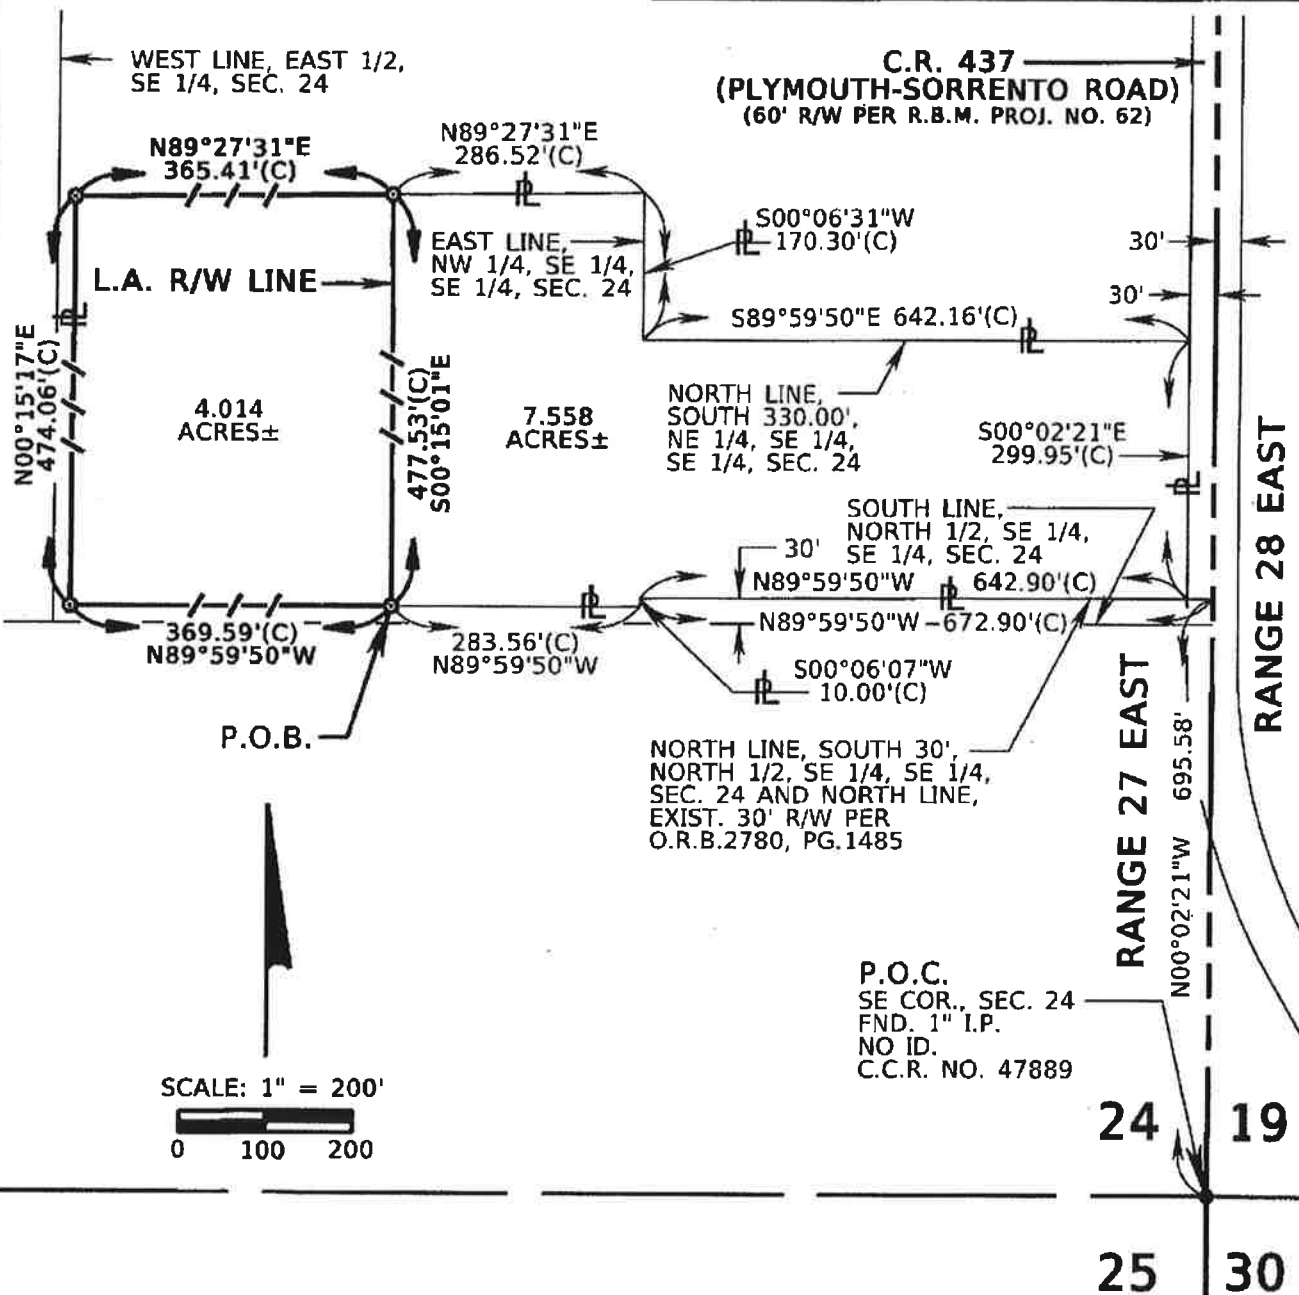 WEST LINE, EAST 1/2,
SE 1/4, SEC. 24
C.R. 437
(PLYMOUTH-SORRENTO ROAD)
(60' R/W PER R.B.M. PROJ. NO. 62)
N89°27'31"E
365.41'(C)
N89°27'31"E
286.52'(C)
PL
EAST LINE,
NW 1/4, SE 1/4,
SE 1/4, SEC. 24
S00°06'31"W
PL
170.30'(C)
30'
30'
L.A. R/W LINE
PL
N00°15'17"E
474.06'(C)
4.014
ACRES±
477.53'(C)
S00°15'01"E
7.558
ACRES±
S89°59'50"E 642.16'(C)
PL
NORTH LINE,
SOUTH 330.00',
NE 1/4, SE 1/4,
SE 1/4, SEC. 24
S00°02'21"E
299.95'(C)
PL
SOUTH LINE,
NORTH 1/2, SE 1/4,
SE 1/4, SEC. 24
30'
N89°59'50"W
PL
642.90'(C)
N89°59'50"W
672.90'(C)
369.59'(C)
N89°59'50"W
PL
283.56'(C)
N89°59'50"W
S00°06'07"W
PL
10.00'(C)
P.O.B.
NORTH LINE, SOUTH 30',
NORTH 1/2, SE 1/4, SE 1/4,
SEC. 24 AND NORTH LINE,
EXIST. 30' R/W PER
O.R.B.2780, PG.1485
RANGE 27 EAST
N00°02'21"W 695.58'
RANGE 28 EAST
P.O.C.
SE COR., SEC. 24
FND. 1" I.P.
NO ID.
C.C.R. NO. 47889
SCALE: 1" = 200'
0 100 200
24 19
25 30